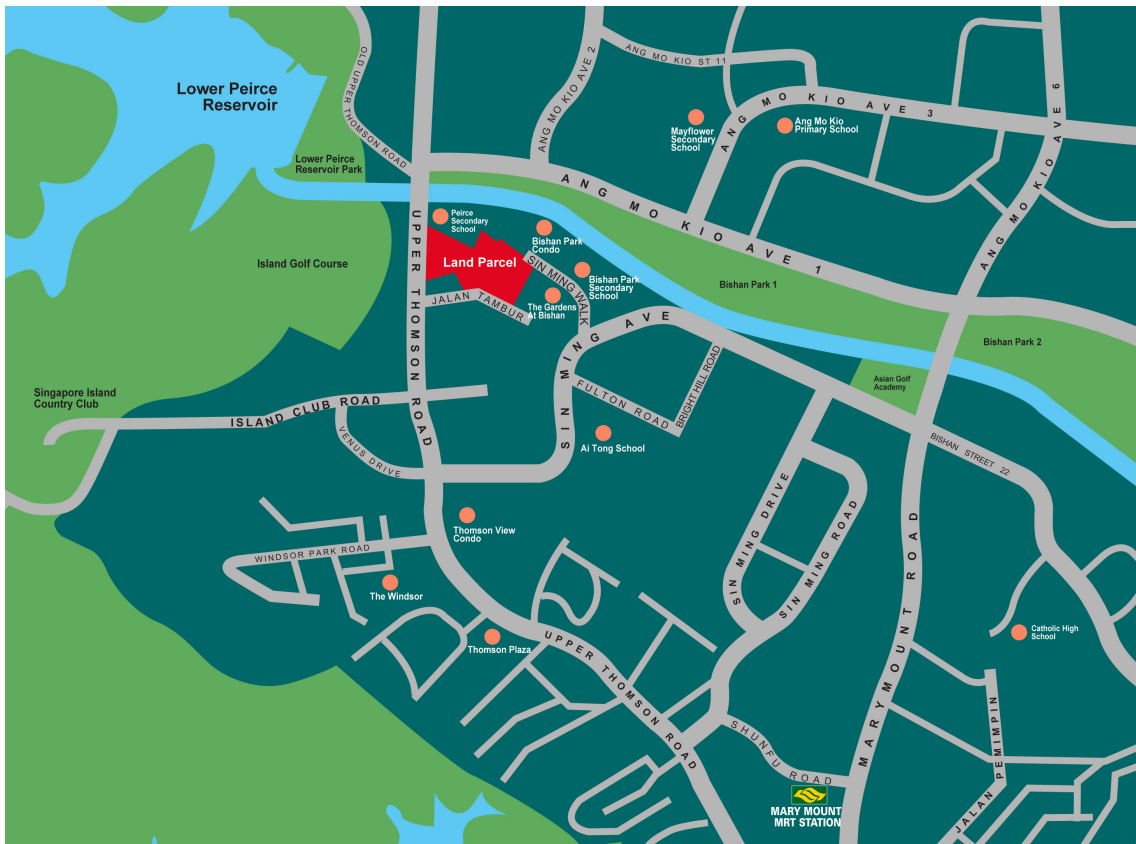 OLD UPPER THOMSON ROAD
ANG MO KIO AVE 2
ANG MO KIO ST 11
Lower Peirce
Reservoir
ANG MO KIO AVE 3
ANG MO KIO AVE 6
Mayflower
Secondary
School
Ang Mo Kio
Primary School
Lower Peirce
Reservoir Park
ANG MO KIO AVE 1
UPPER THOMSON ROAD
Peirce
Secondary
School
Bishan Park
Condo
Island Golf Course
Land Parcel
SIN MING WALK
Bishan Park
Secondary
School
Bishan Park 1
JALAN TAMBUR
The Gardens
At Bishan
Bishan Park 2
SIN MING AVE
Asian Golf
Academy
BRIGHT HILL ROAD
FULTON ROAD
Singapore Island
Country Club
ISLAND CLUB ROAD
VENUS DRIVE
Ai Tong School
BISHAN STREET 22
SIN MING DRIVE
SIN MING ROAD
MARYMOUNT ROAD
Thomson View
Condo
WINDSOR PARK ROAD
The Windsor
Thomson Plaza
UPPER THOMSON ROAD
Catholic High
School
SHUNFU ROAD
JALAN PEMIMPIN
MARY MOUNT
MRT STATION